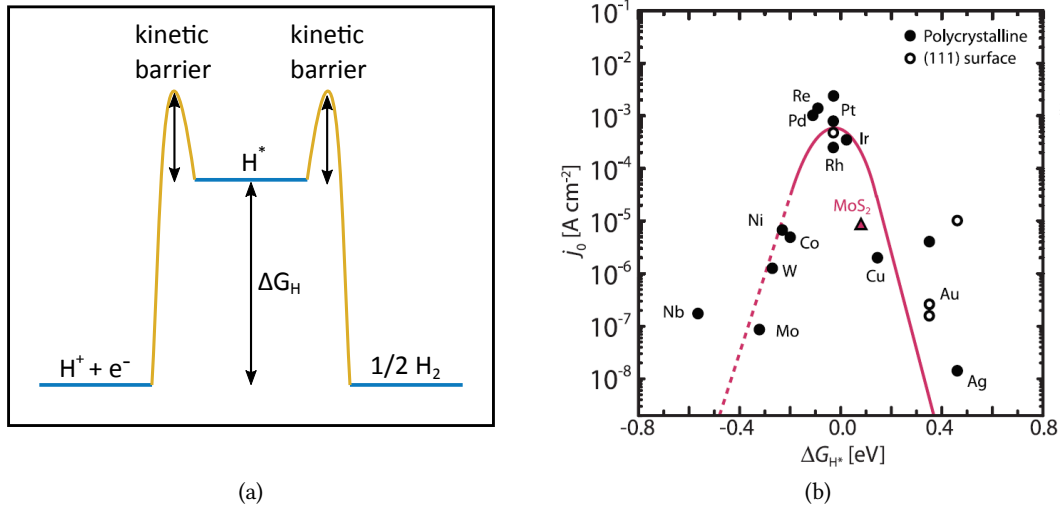 kinetic
barrier
kinetic
barrier
H*
ΔG_H
H⁺ + e⁻
1/2 H₂
(a)
10⁻¹
10⁻²
10⁻³
10⁻⁴
10⁻⁵
10⁻⁶
10⁻⁷
10⁻⁸
j₀ [A cm⁻²]
Polycrystalline
(111) surface
Re
Pd
Pt
Ir
Rh
MoS₂
Ni
Co
W
Cu
Nb
Mo
Au
Ag
-0.8
-0.4
0.0
0.4
0.8
ΔG_H* [eV]
(b)